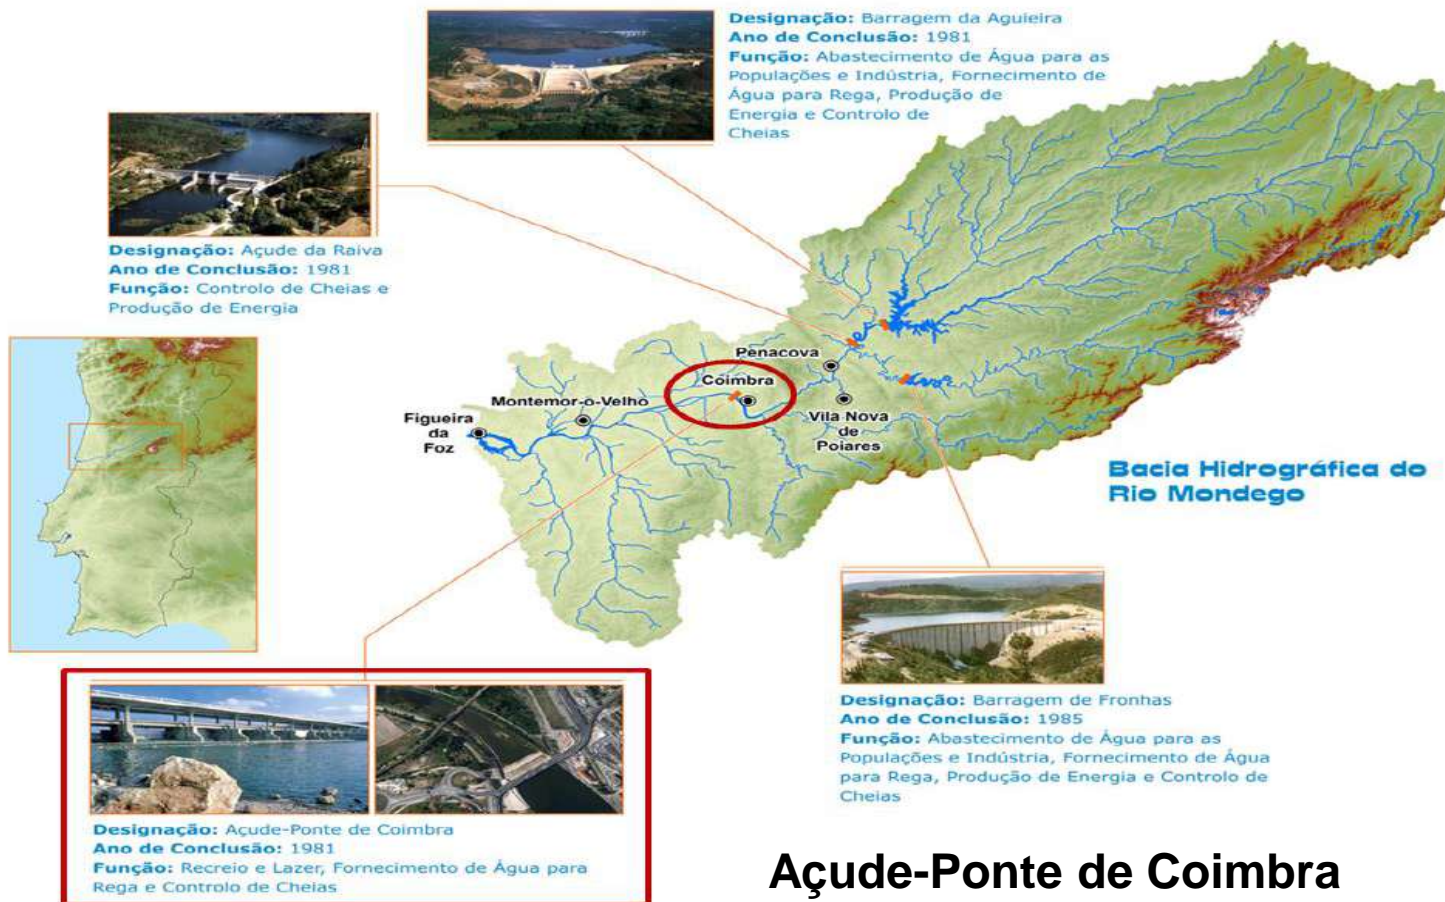 Designação: Barragem da Aguieira
Ano de Conclusão: 1981
Função: Abastecimento de Água para as
Populações e Indústria, Fornecimento de
Água para Rega, Produção de
Energia e Controlo de
Cheias
Designação: Açude da Raiva
Ano de Conclusão: 1981
Função: Controlo de Cheias e
Produção de Energia
Penacova
Coimbra
Montemor-o-Velho
Figueira
da
Foz
Vila Nova
de
Poiares
Bacia Hidrográfica do
Rio Mondego
Designação: Barragem de Fronhas
Ano de Conclusão: 1985
Função: Abastecimento de Água para as
Populações e Indústria, Fornecimento de Água
para Rega, Produção de Energia e Controlo de
Cheias
Designação: Açude-Ponte de Coimbra
Ano de Conclusão: 1981
Função: Recreio e Lazer, Fornecimento de Água para
Rega e Controlo de Cheias
Açude-Ponte de Coimbra